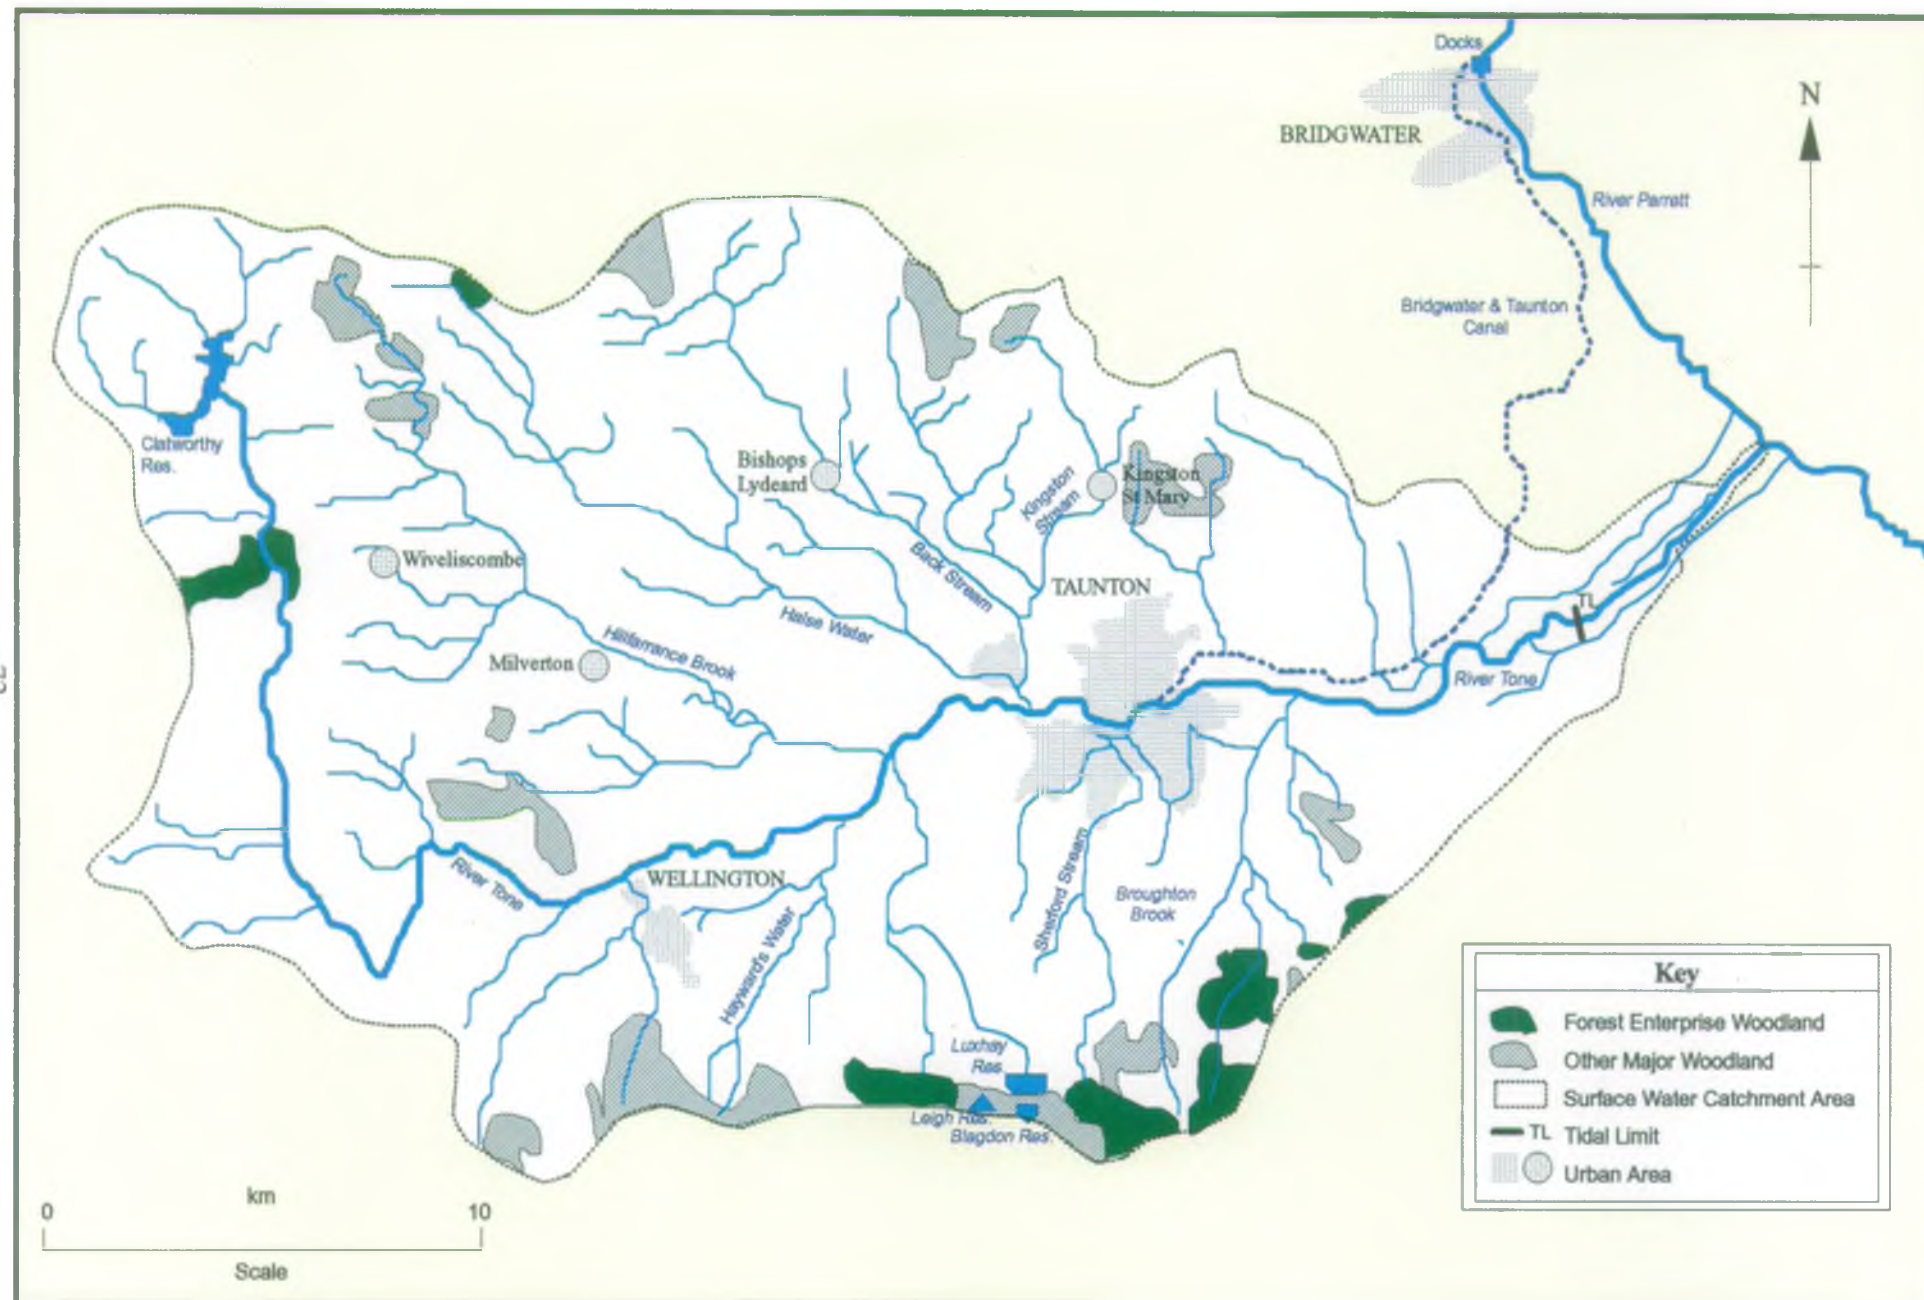 Docks
N
BRIDGWATER
River Parrett
Bridgwater & Taunton
Canal
Clatworthy
Res.
Bishops
Lydeard
Kingston
Stream
Kingston
St Mary
Wiveliscombe
Back Stream
TAUNTON
Halse Water
Hillfarrance Brook
Milverton
TL
River Tone
River Tone
WELLINGTON
Hayward's Water
Sherford Stream
Broughton
Brook
Luxhay
Res.
Leigh Res.
Blagdon Res.
Key
Forest Enterprise Woodland
Other Major Woodland
Surface Water Catchment Area
TL Tidal Limit
Urban Area
km
0 10
Scale